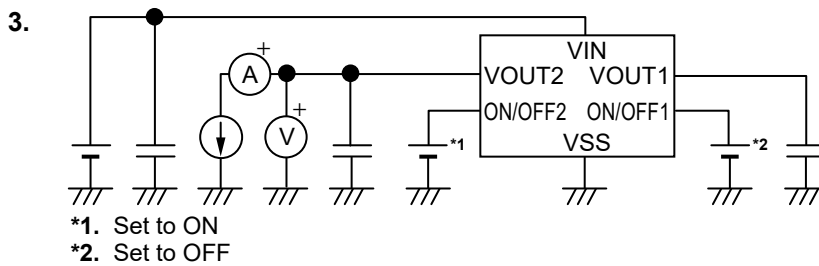 3.
VIN
A +
VOUT2 VOUT1
V +
ON/OFF2 ON/OFF1
*1 VSS *2
*1. Set to ON
*2. Set to OFF